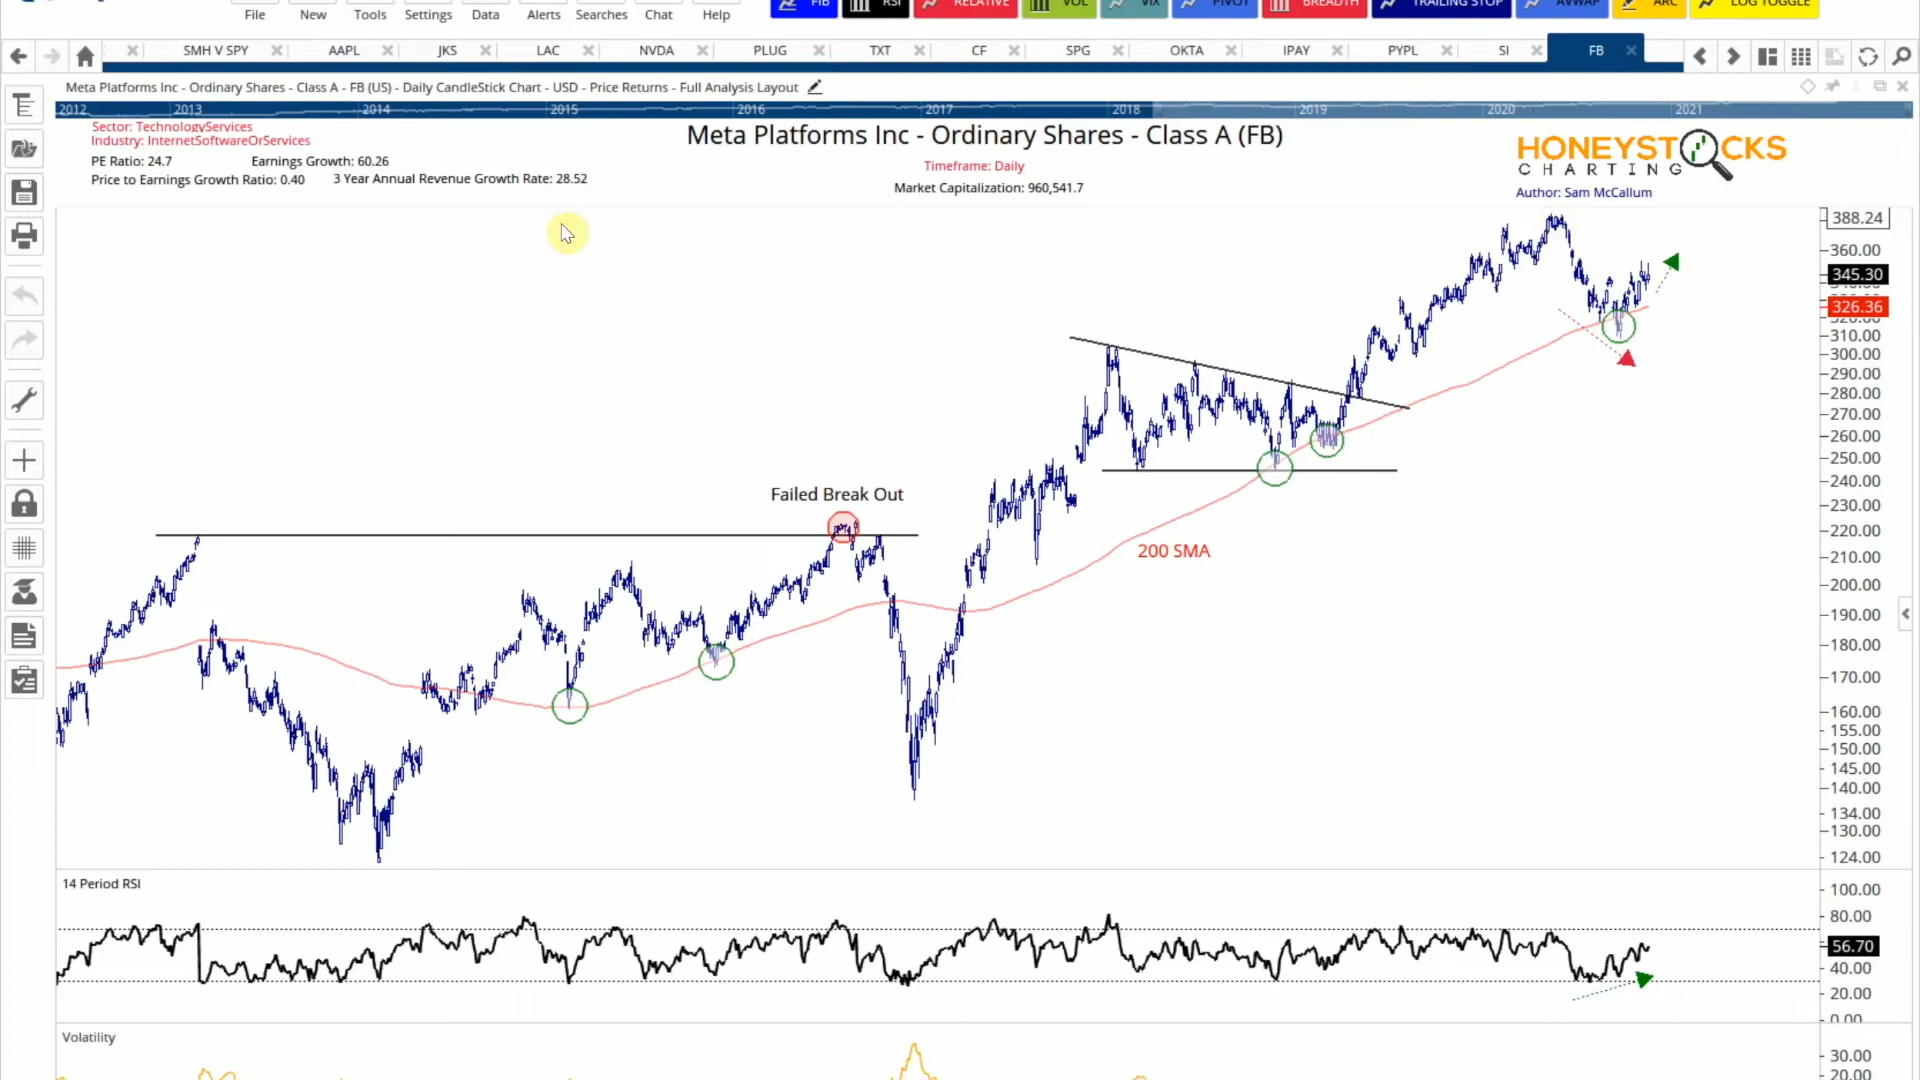 FIB RSI RELATIVE VOL VIX PIVOT BREADTH TRAILING STOP AVWAP ARC LOG TOGGLE
File New Tools Settings Data Alerts Searches Chat Help
SMH V SPY AAPL JKS LAC NVDA PLUG TXT CF SPG OKTA IPAY PYPL SI FB
Meta Platforms Inc - Ordinary Shares - Class A - FB (US) - Daily CandleStick Chart - USD - Price Returns - Full Analysis Layout
2012 2013 2014 2015 2016 2017 2018 2019 2020 2021
Sector: TechnologyServices
Industry: InternetSoftwareOrServices
PE Ratio: 24.7 Earnings Growth: 60.26
Price to Earnings Growth Ratio: 0.40 3 Year Annual Revenue Growth Rate: 28.52
Meta Platforms Inc - Ordinary Shares - Class A (FB)
Timeframe: Daily
Market Capitalization: 960,541.7
HONEYSTOCKS
CHARTING
Author: Sam McCallum
388.24
360.00
345.30
326.36
320.00
310.00
300.00
290.00
280.00
270.00
260.00
250.00
240.00
230.00
220.00
210.00
200.00
190.00
180.00
170.00
160.00
155.00
150.00
145.00
140.00
134.00
130.00
124.00
Failed Break Out
200 SMA
14 Period RSI
100.00
80.00
56.70
40.00
20.00
0.00
Volatility
30.00
20.00